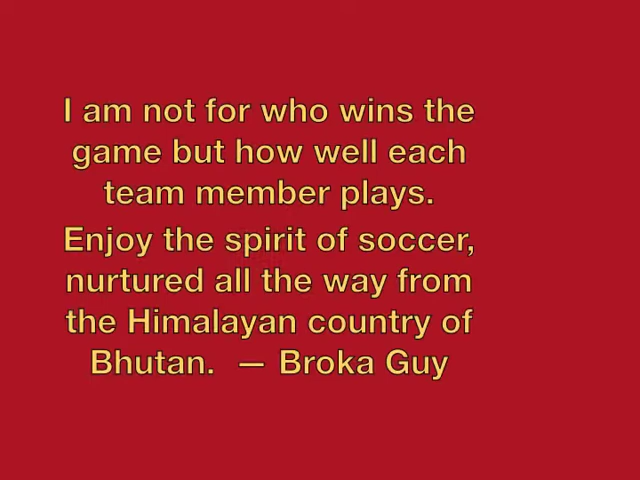 I am not for who wins the
game but how well each
team member plays.
Enjoy the spirit of soccer,
nurtured all the way from
the Himalayan country of
Bhutan.  — Broka Guy